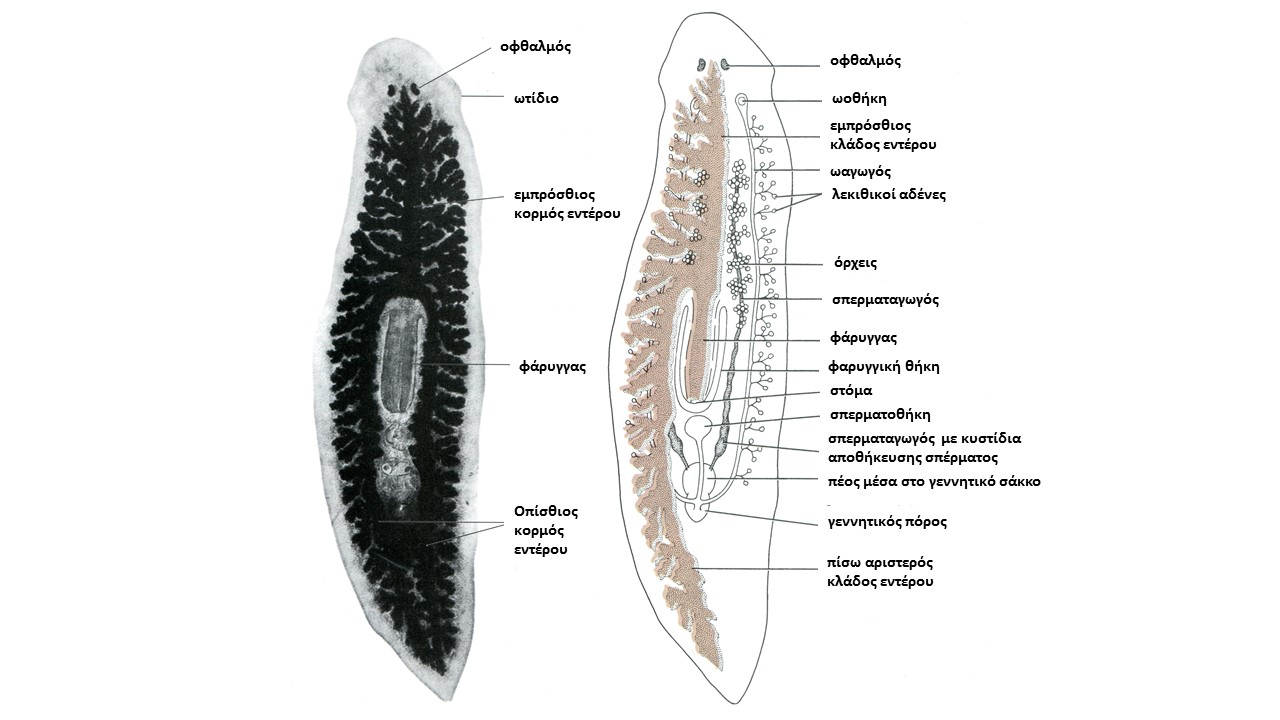 οφθαλμός
ωτίδιο
εμπρόσθιος
κορμός εντέρου
φάρυγγας
Οπίσθιος
κορμός
εντέρου
οφθαλμός
ωοθήκη
εμπρόσθιος
κλάδος εντέρου
ωαγωγός
λεκιθικοί αδένες
όρχεις
σπερματαγωγός
φάρυγγας
φαρυγγική θήκη
στόμα
σπερματοθήκη
σπερματαγωγός με κυστίδια
αποθήκευσης σπέρματος
πέος μέσα στο γεννητικό σάκκο
γεννητικός πόρος
πίσω αριστερός
κλάδος εντέρου